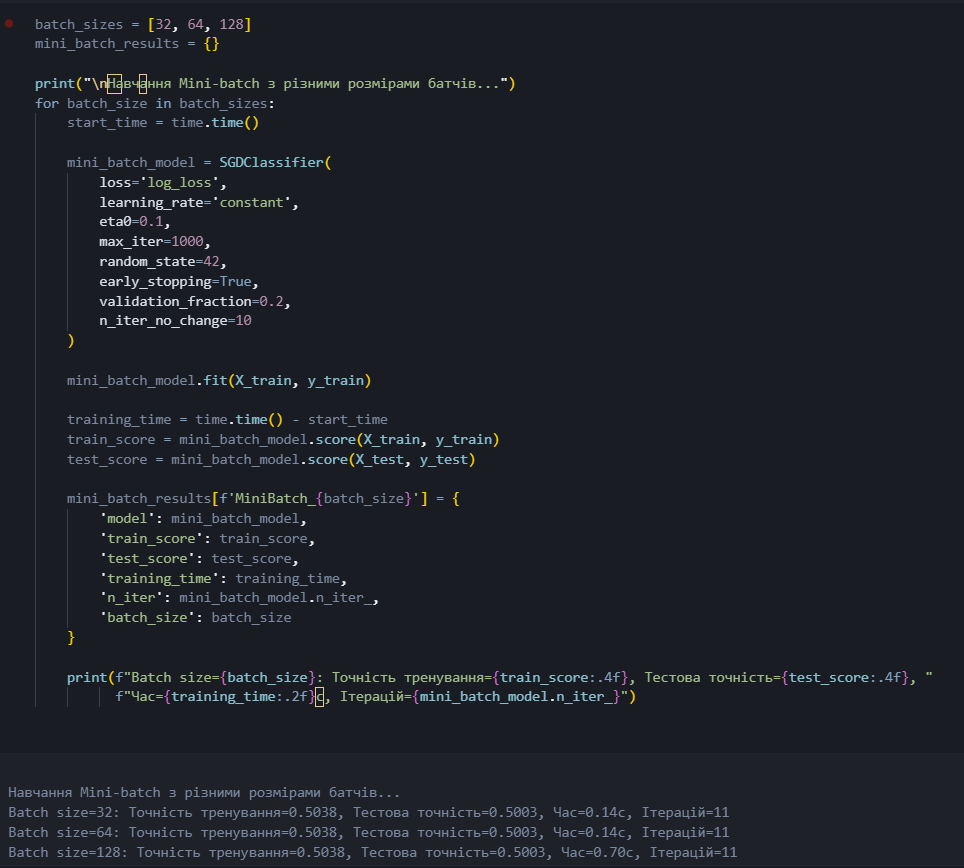 batch_sizes = [32, 64, 128]
mini_batch_results = {}
print("\nНавчання Mini-batch з різними розмірами батчів...")
for batch_size in batch_sizes:
start_time = time.time()
mini_batch_model = SGDClassifier(
loss='log_loss',
learning_rate='constant',
eta0=0.1,
max_iter=1000,
random_state=42,
early_stopping=True,
validation_fraction=0.2,
n_iter_no_change=10
)
mini_batch_model.fit(X_train, y_train)
training_time = time.time() - start_time
train_score = mini_batch_model.score(X_train, y_train)
test_score = mini_batch_model.score(X_test, y_test)
mini_batch_results[f'MiniBatch_{batch_size}'] = {
'model': mini_batch_model,
'train_score': train_score,
'test_score': test_score,
'training_time': training_time,
'n_iter': mini_batch_model.n_iter_,
'batch_size': batch_size
}
print(f"Batch size={batch_size}: Точність тренування={train_score:.4f}, Тестова точність={test_score:.4f}, "
f"Час={training_time:.2f}с, Ітерацій={mini_batch_model.n_iter_}")
Навчання Mini-batch з різними розмірами батчів...
Batch size=32: Точність тренування=0.5038, Тестова точність=0.5003, Час=0.14с, Ітерацій=11
Batch size=64: Точність тренування=0.5038, Тестова точність=0.5003, Час=0.14с, Ітерацій=11
Batch size=128: Точність тренування=0.5038, Тестова точність=0.5003, Час=0.70с, Ітерацій=11